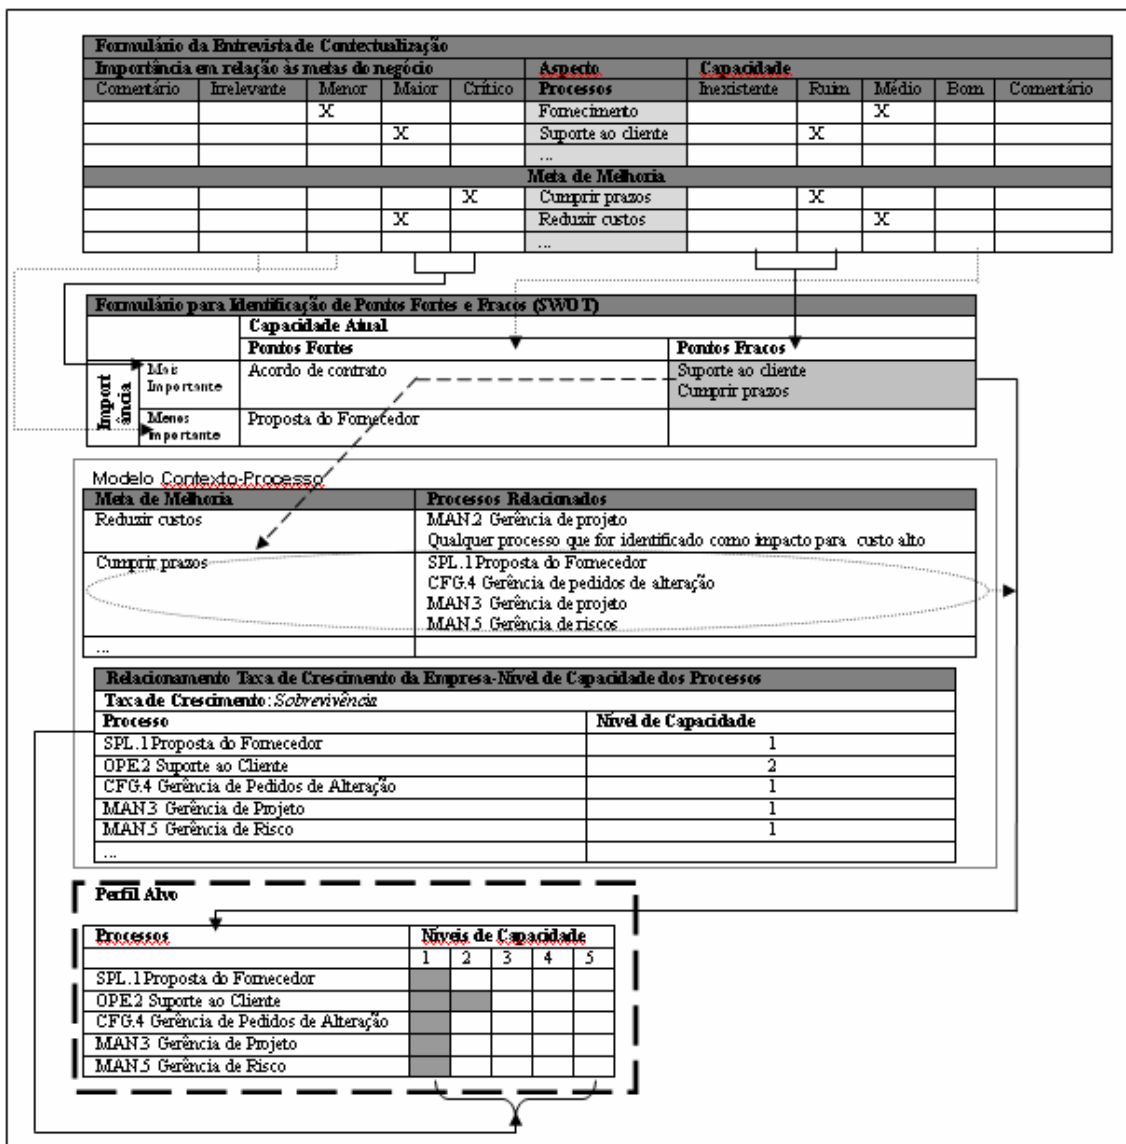 Formulário da Entrevista de Contextualização
Importância em relação às metas do negócio Aspecto Capacidade
Comentário Irrelevante Menor Maior Crítico Processos Inexistente Ruim Médio Bom Comentário
X Fornecimento X
X Suporte ao cliente X
...
Meta de Melhoria
X Cumprir prazos X
X Reduzir custos X
...
Formulário para Identificação de Pontos Fortes e Fracos (SWOT)
Capacidade Atual
Pontos Fortes Pontos Fracos
Import
ância
Mais
Importante
Acordo de contrato
Suporte ao cliente
Cumprir prazos
Menos
importante
Proposta do Fornecedor
Modelo Contexto-Processo
Meta de Melhoria Processos Relacionados
Reduzir custos MAN.2 Gerência de projeto
Qualquer processo que for identificado como impacto para custo alto
Cumprir prazos SPL.1Proposta do Fornecedor
CFG.4 Gerência de pedidos de alteração
MAN.3 Gerência de projeto
MAN.5 Gerência de riscos
...
Relacionamento Taxa de Crescimento da Empresa-Nível de Capacidade dos Processos
Taxa de Crescimento: Sobrevivência
Processo Nível de Capacidade
SPL.1Proposta do Fornecedor 1
OPE.2 Suporte ao Cliente 2
CFG.4 Gerência de Pedidos de Alteração 1
MAN.3 Gerência de Projeto 1
MAN.5 Gerência de Risco 1
...
Perfil Alvo
Processos Níveis de Capacidade
1 2 3 4 5
SPL.1Proposta do Fornecedor
OPE.2 Suporte ao Cliente
CFG.4 Gerência de Pedidos de Alteração
MAN.3 Gerência de Projeto
MAN.5 Gerência de Risco